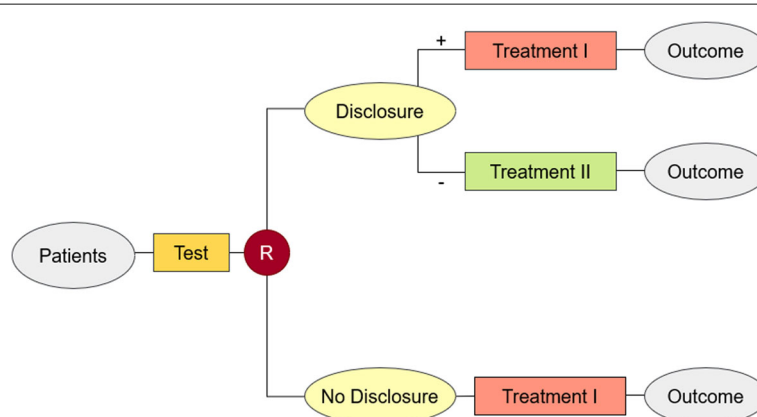 +
Treatment I
Outcome
Disclosure
-
Treatment II
Outcome
Patients
Test
R
No Disclosure
Treatment I
Outcome